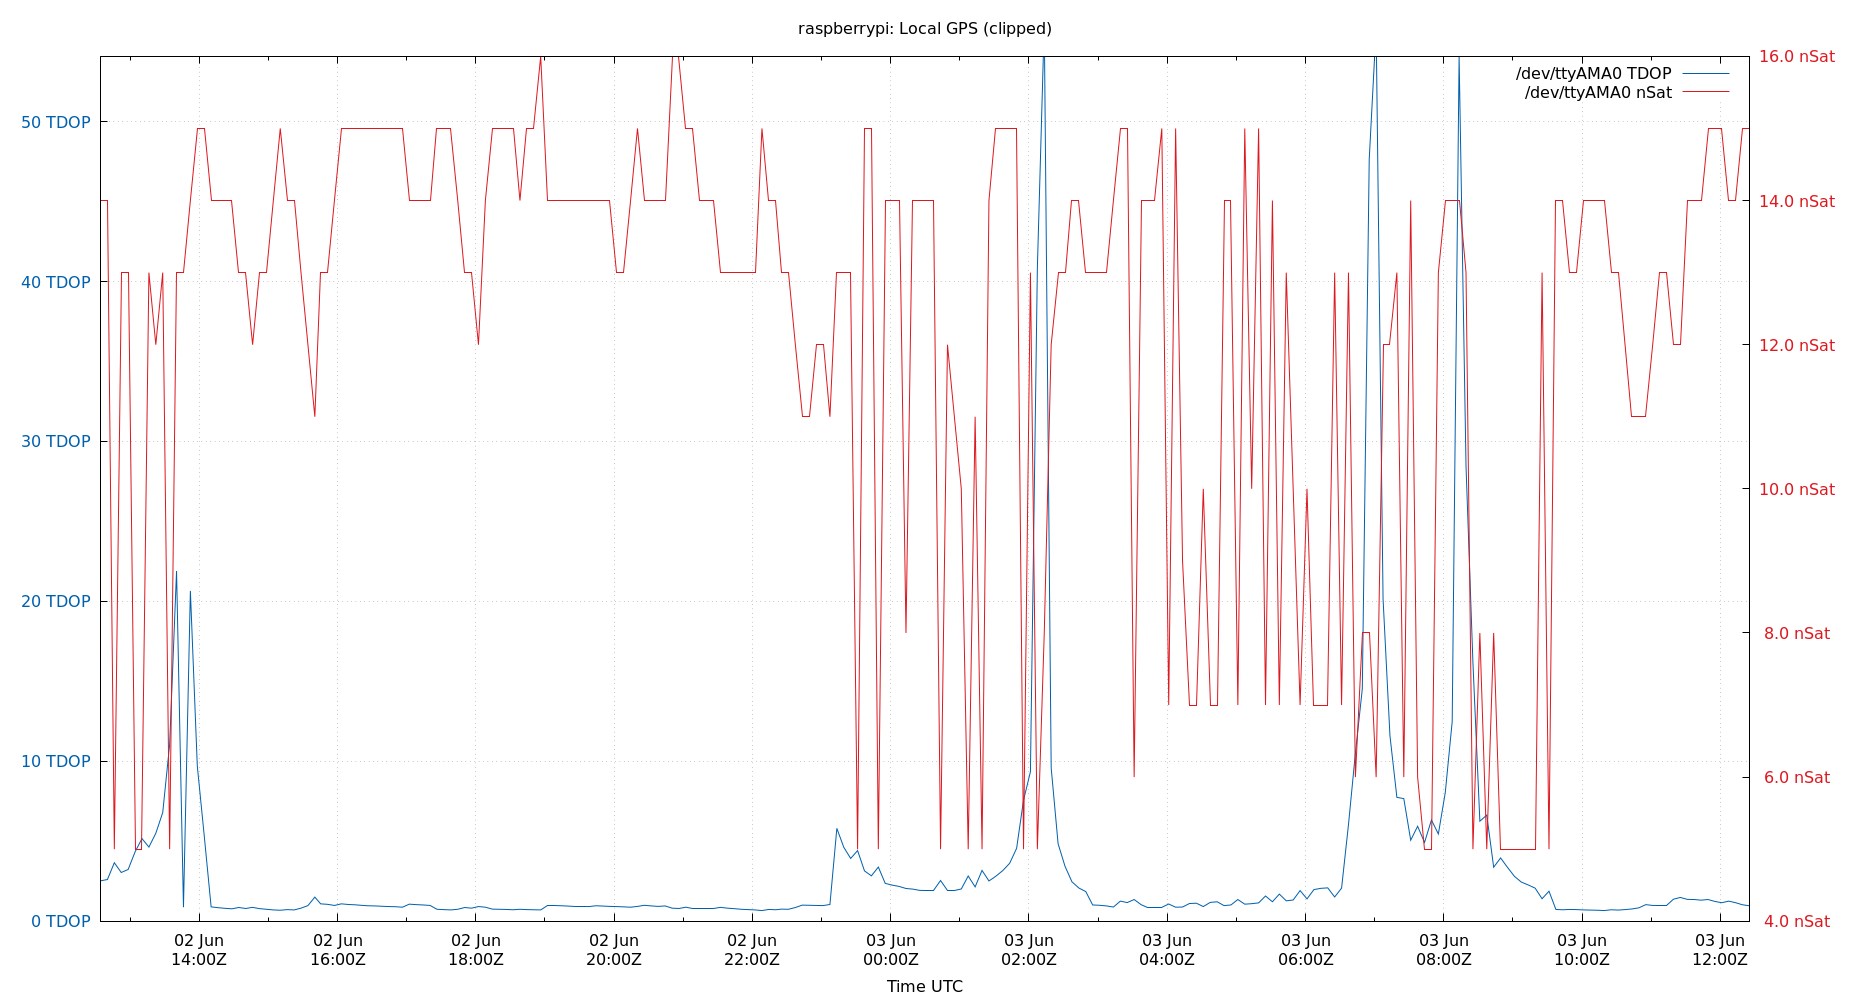 raspberrypi: Local GPS (clipped)
/dev/ttyAMA0 TDOP
/dev/ttyAMA0 nSat
50 TDOP
40 TDOP
30 TDOP
20 TDOP
10 TDOP
0 TDOP
16.0 nSat
14.0 nSat
12.0 nSat
10.0 nSat
8.0 nSat
6.0 nSat
4.0 nSat
02 Jun
14:00Z
02 Jun
16:00Z
02 Jun
18:00Z
02 Jun
20:00Z
02 Jun
22:00Z
03 Jun
00:00Z
03 Jun
02:00Z
03 Jun
04:00Z
03 Jun
06:00Z
03 Jun
08:00Z
03 Jun
10:00Z
03 Jun
12:00Z
Time UTC